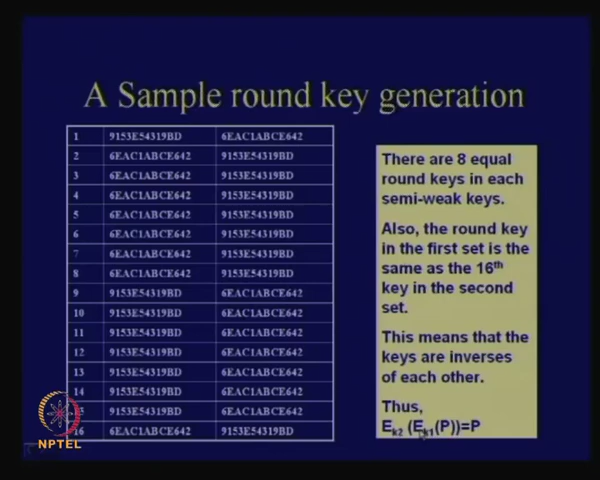 A Sample round key generation
1 9153E54319BD 6EAC1ABCE642
2 6EAC1ABCE642 9153E54319BD
3 6EAC1ABCE642 9153E54319BD
4 6EAC1ABCE642 9153E54319BD
5 6EAC1ABCE642 9153E54319BD
6 6EAC1ABCE642 9153E54319BD
7 6EAC1ABCE642 9153E54319BD
8 6EAC1ABCE642 9153E54319BD
9 9153E54319BD 6EAC1ABCE642
10 9153E54319BD 6EAC1ABCE642
11 9153E54319BD 6EAC1ABCE642
12 9153E54319BD 6EAC1ABCE642
13 9153E54319BD 6EAC1ABCE642
14 9153E54319BD 6EAC1ABCE642
15 9153E54319BD 6EAC1ABCE642
16 6EAC1ABCE642 9153E54319BD
There are 8 equal
round keys in each
semi-weak keys.
Also, the round key
in the first set is the
same as the 16th
key in the second
set.
This means that the
keys are inverses
of each other.
Thus,
Ek2 (Ek1(P))=P
NPTEL